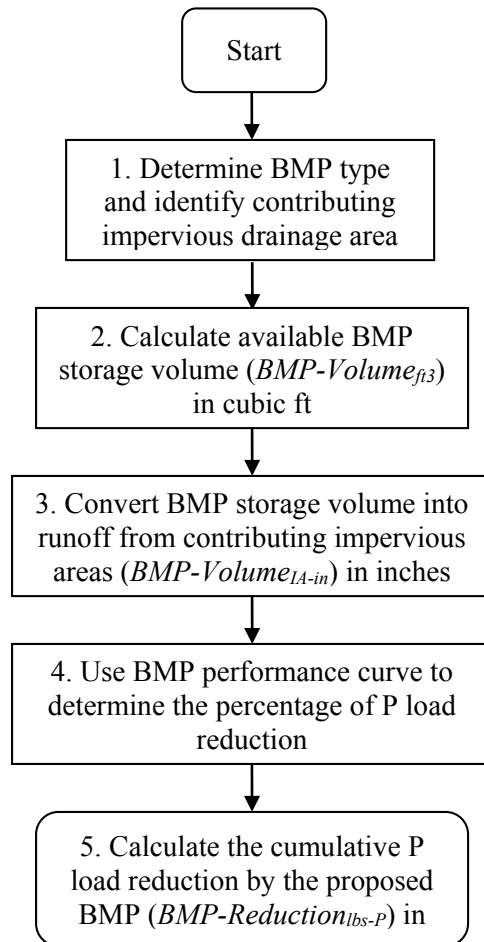 Start
1. Determine BMP type
and identify contributing
impervious drainage area
2. Calculate available BMP
storage volume (BMP-Volumeft3)
in cubic ft
3. Convert BMP storage volume into
runoff from contributing impervious
areas (BMP-VolumeIA-in) in inches
4. Use BMP performance curve to
determine the percentage of P load
reduction
5. Calculate the cumulative P
load reduction by the proposed
BMP (BMP-Reductionlbs-P) in